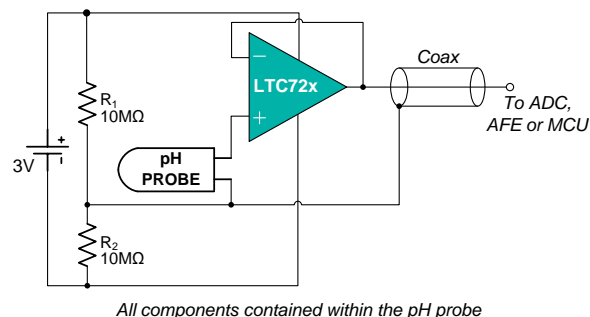 Coax
LTC72x
−
+
R1
10MΩ
To ADC,
AFE or MCU
+
3V
pH
PROBE
R2
10MΩ
All components contained within the pH probe